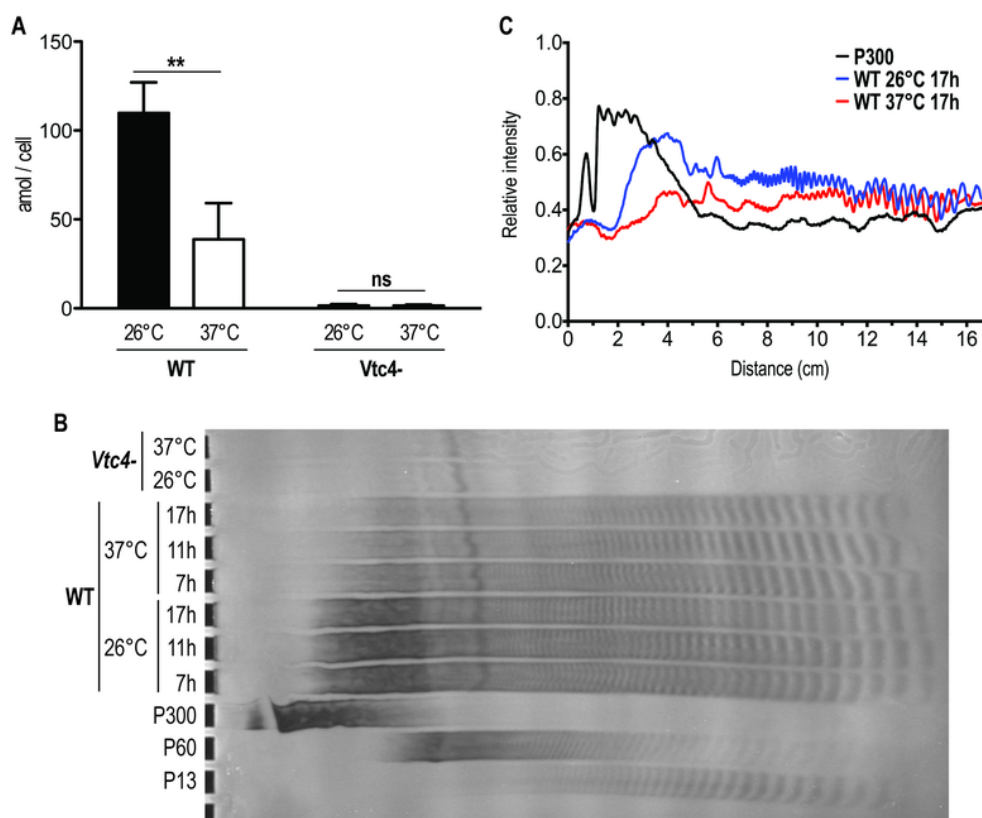 A
150
100
50
0
amol / cell
**
ns
26°C 37°C 26°C 37°C
WT Vtc4-
C
1.0
0.8
0.6
0.4
0.2
0.0
Relative intensity
P300
WT 26°C 17h
WT 37°C 17h
0 2 4 6 8 10 12 14 16
Distance (cm)
B
Vtc4-
37°C
26°C
WT
37°C
17h
11h
7h
26°C
17h
11h
7h
P300
P60
P13